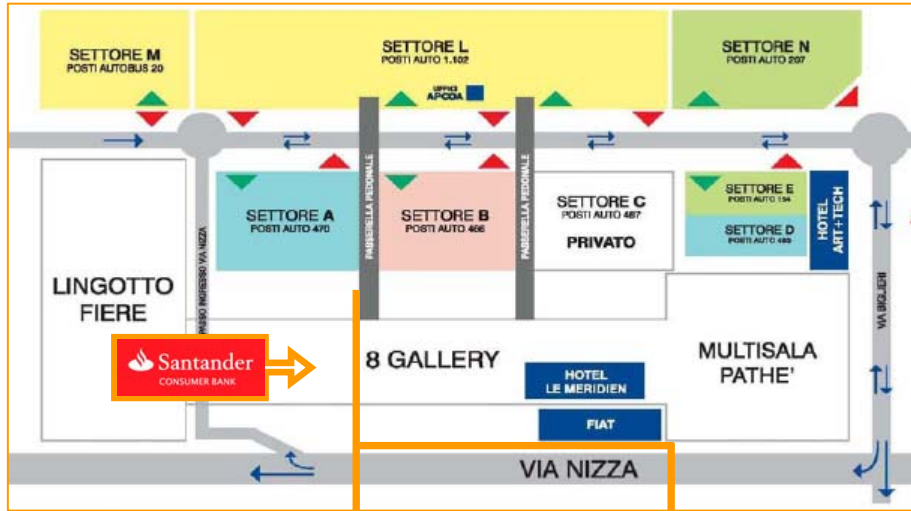 SETTORE M
POSTI AUTOBUS 20
SETTORE L
POSTI AUTO 1.102
UFFICI
APCOA
SETTORE N
POSTI AUTO 207
SETTORE A
POSTI AUTO 470
PASSERELLA PEDONALE
SETTORE B
POSTI AUTO 466
PASSERELLA PEDONALE
SETTORE C
POSTI AUTO 487
PRIVATO
SETTORE E
POSTI AUTO 154
SETTORE D
POSTI AUTO
HOTEL
ART+TECH
VIA BIGLIERI
LINGOTTO
FIERE
PASSO INGRESSO VIA NIZZA
Santander
CONSUMER BANK
8 GALLERY
HOTEL
LE MERIDIEN
FIAT
MULTISALA
PATHE'
VIA NIZZA